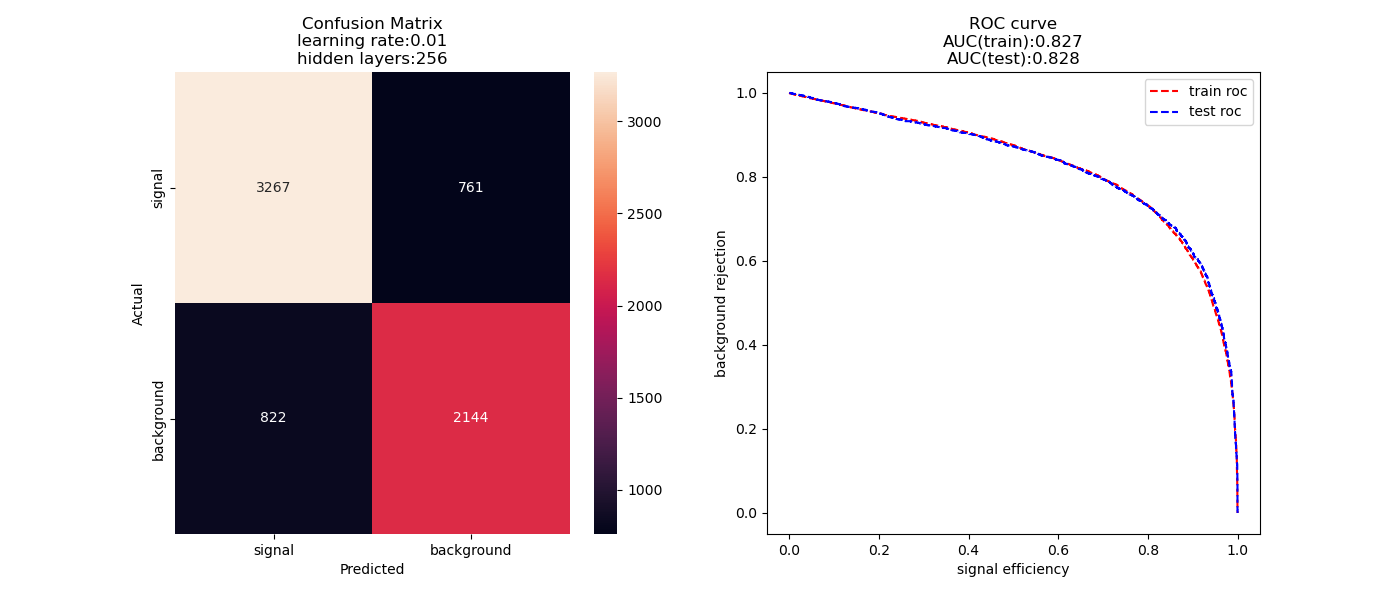 Confusion Matrix
learning rate:0.01
hidden layers:256
signal
background
Actual
3267
761
822
2144
signal
background
Predicted
3000
2500
2000
1500
1000
ROC curve
AUC(train):0.827
AUC(test):0.828
train roc
test roc
background rejection
1.0
0.8
0.6
0.4
0.2
0.0
0.0
0.2
0.4
0.6
0.8
1.0
signal efficiency